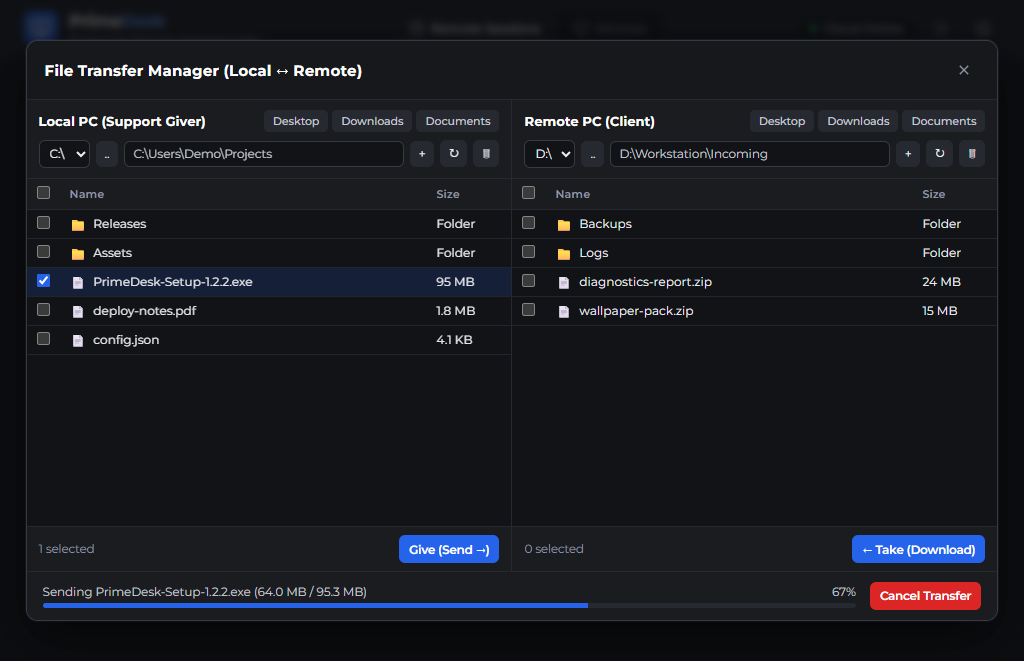 File Transfer Manager (Local ↔ Remote)
×
Local PC (Support Giver)
Desktop
Downloads
Documents
C:\
..
C:\Users\Demo\Projects
+
↻
Name
Size
Releases
Folder
Assets
Folder
PrimeDesk-Setup-1.2.2.exe
95 MB
deploy-notes.pdf
1.8 MB
config.json
4.1 KB
1 selected
Give (Send →)
Remote PC (Client)
Desktop
Downloads
Documents
D:\
..
D:\Workstation\Incoming
+
↻
Name
Size
Backups
Folder
Logs
Folder
diagnostics-report.zip
24 MB
wallpaper-pack.zip
15 MB
0 selected
← Take (Download)
Sending PrimeDesk-Setup-1.2.2.exe (64.0 MB / 95.3 MB)
67%
Cancel Transfer